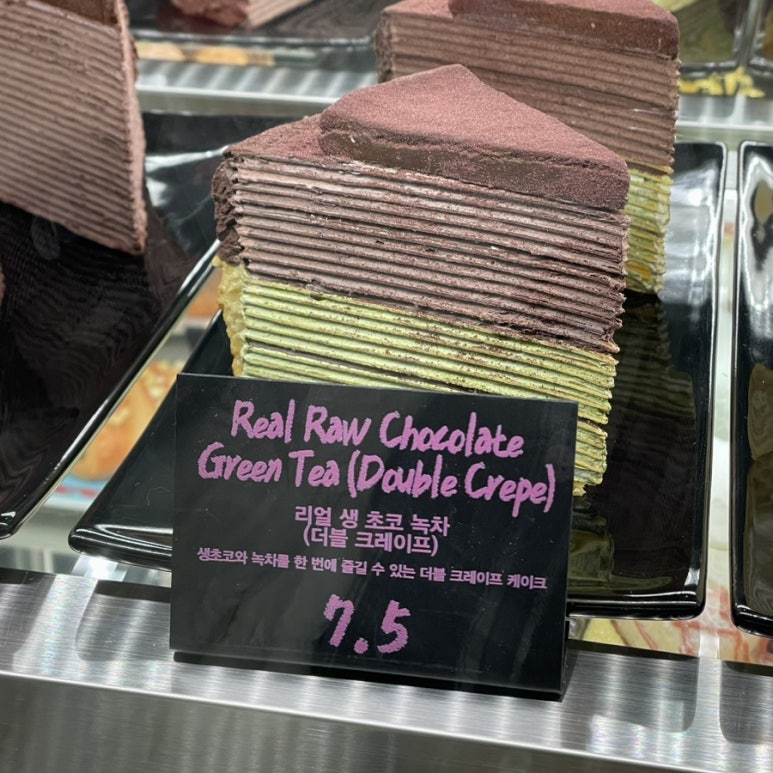 Real Raw Chocolate
Green Tea (Double Crepe)
리얼 생 초코 녹차
(더블 크레이프)
생초코와 녹차를 한 번에 즐길 수 있는 더블 크레이프 케이크
7.5